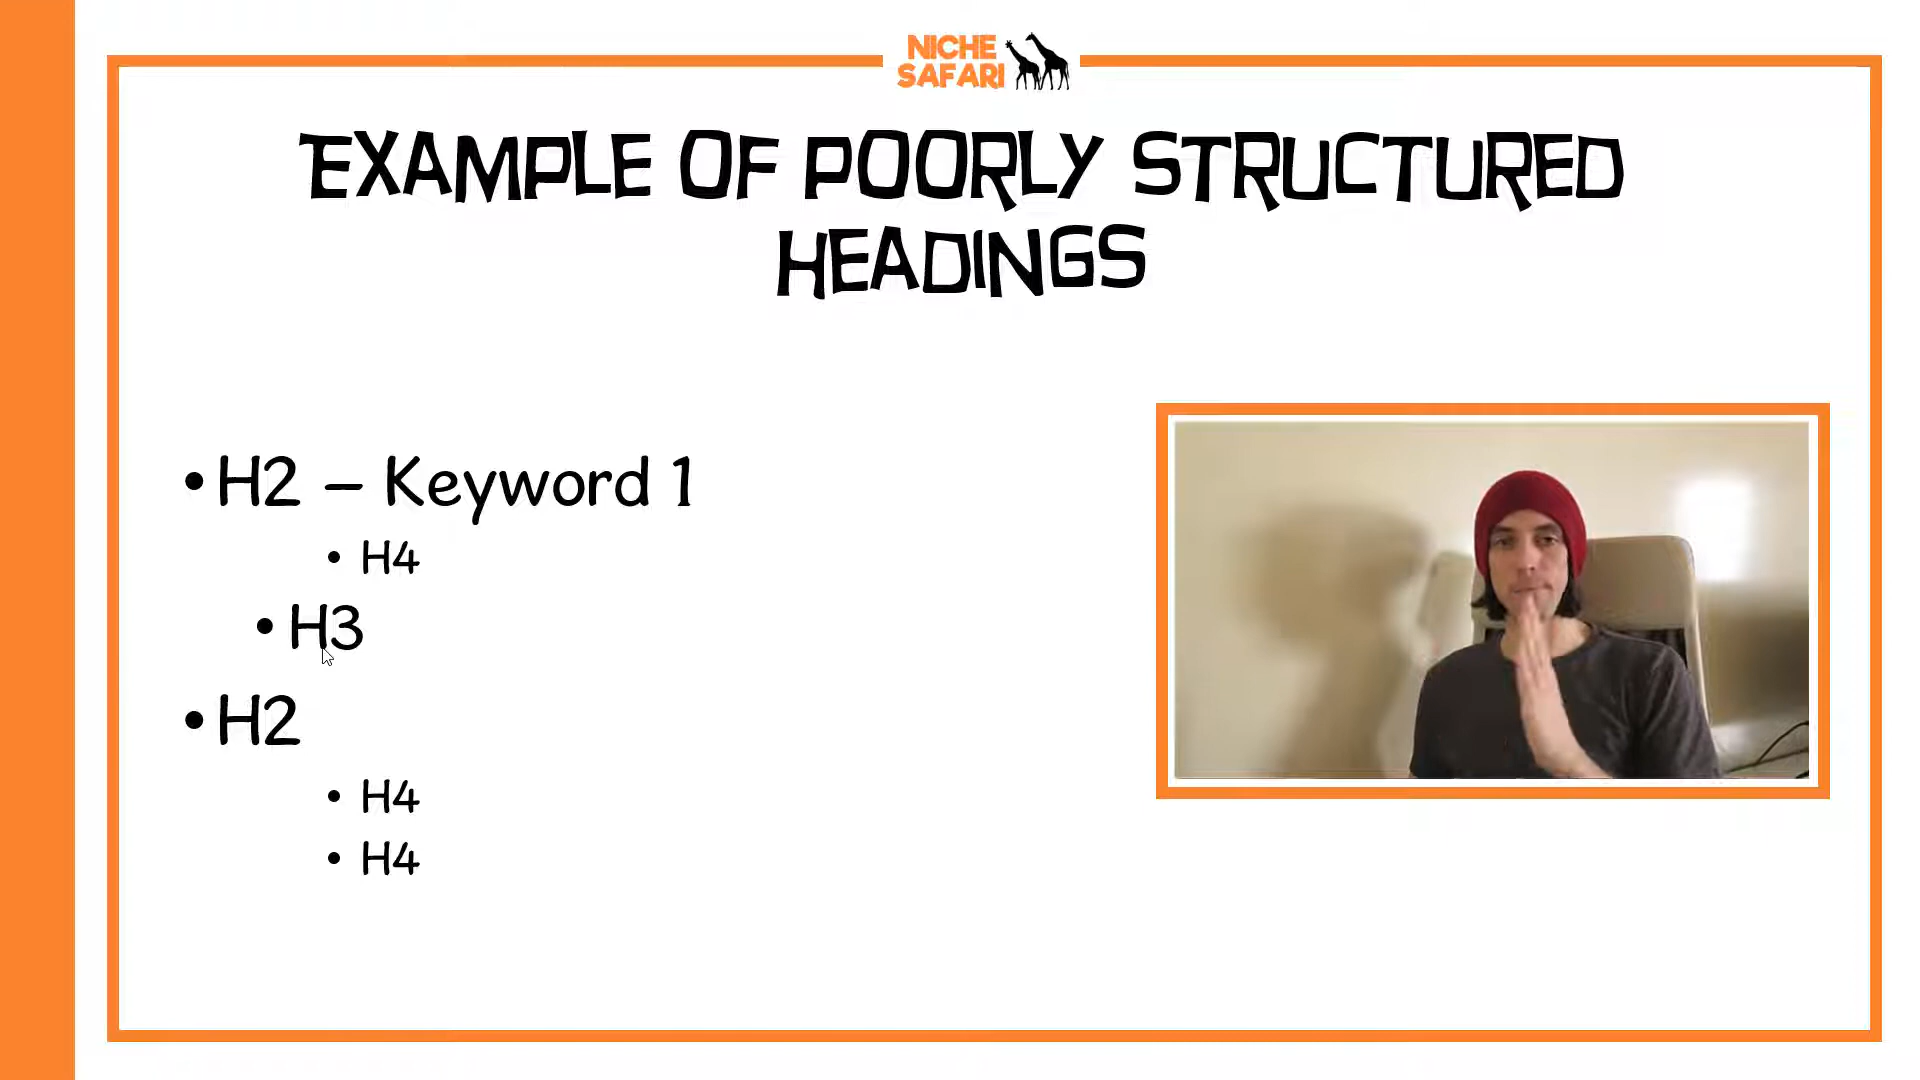 NICHE
SAFARI
EXAMPLE OF POORLY STRUCTURED
HEADINGS
• H2 – Keyword 1
• H4
• H3
• H2
• H4
• H4